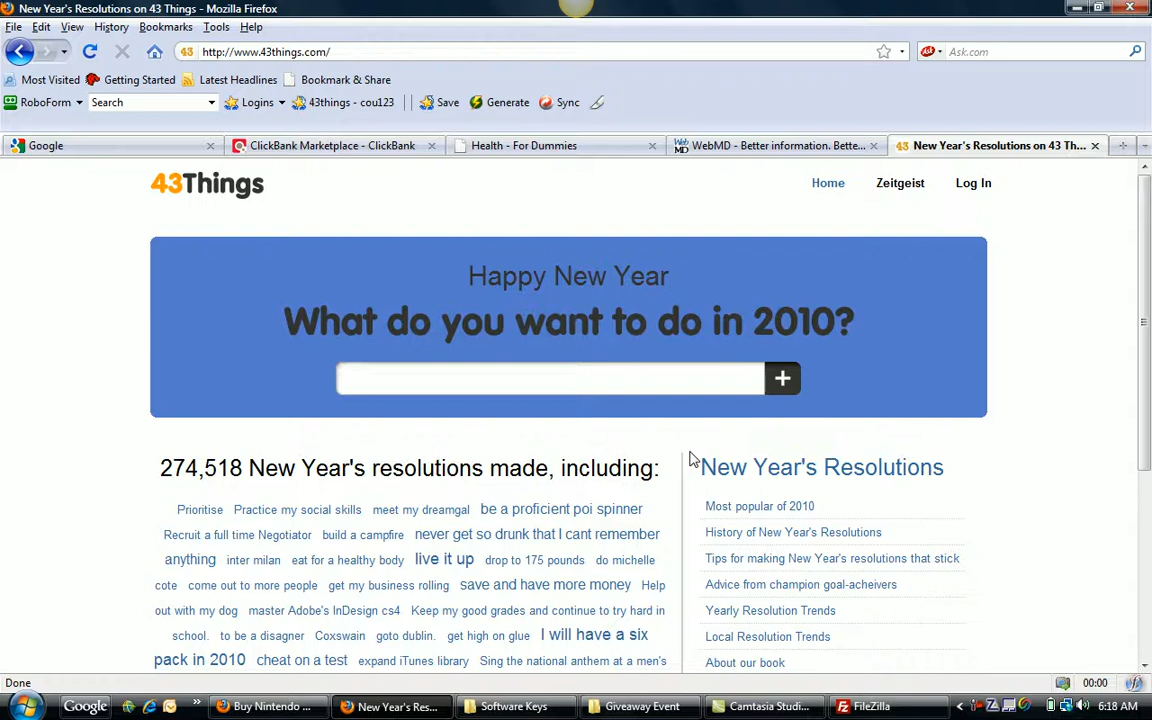 New Year's Resolutions on 43 Things - Mozilla Firefox
File Edit View History Bookmarks Tools Help
43 http://www.43things.com/ Ask Ask.com
Most Visited Getting Started Latest Headlines Bookmark & Share
RoboForm Search Logins 43things - cou123 Save Generate Sync
Google ClickBank Marketplace - ClickBank Health - For Dummies Web MD WebMD - Better information. Bette... 43 New Year's Resolutions on 43 Th...
43Things Home Zeitgeist Log In
Happy New Year
What do you want to do in 2010?
+
274,518 New Year's resolutions made, including:
Prioritise Practice my social skills meet my dreamgal be a proficient poi spinner
Recruit a full time Negotiator build a campfire never get so drunk that I cant remember
anything inter milan eat for a healthy body live it up drop to 175 pounds do michelle
cote come out to more people get my business rolling save and have more money Help
out with my dog master Adobe's InDesign cs4 Keep my good grades and continue to try hard in
school. to be a disagner Coxswain goto dublin. get high on glue I will have a six
pack in 2010 cheat on a test expand iTunes library Sing the national anthem at a men's
New Year's Resolutions
Most popular of 2010
History of New Year's Resolutions
Tips for making New Year's resolutions that stick
Advice from champion goal-acheivers
Yearly Resolution Trends
Local Resolution Trends
About our book
Done 00:00
Google Buy Nintendo ... New Year's Res... Software Keys Giveaway Event Camtasia Studi... FileZilla 6:18 AM